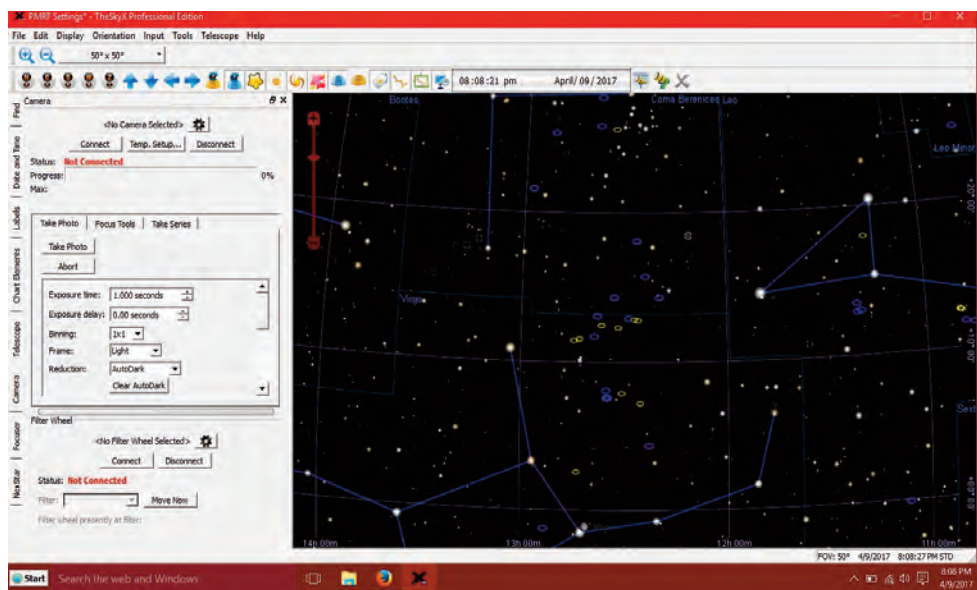 PMRF Settings* - TheSkyX Professional Edition
File Edit Display Orientation Input Tools Telescope Help
50° x 50°
08:08:21 pm April/ 09/ 2017
Find
Date and Time
Labels
Chart Elements
Telescope
Camera
Focuser
NexStar
Camera
<No Camera Selected>
Connect Temp. Setup... Disconnect
Status: Not Connected
Progress: 0%
Max:
Take Photo Focus Tools Take Series
Take Photo
Abort
Exposure time: 1.000 seconds
Exposure delay: 0.00 seconds
Binning: 1x1
Frame: Light
Reduction: AutoDark
Clear AutoDark
Filter Wheel
<No Filter Wheel Selected>
Connect Disconnect
Status: Not Connected
Filter: Move Now
Filter wheel presently at filter:
Bootes Coma Berenices Leo
Leo Minor
+20° 00'
Virgo
+10° 00'
Sext
+00° 00'
14h 00m 13h 00m 12h 00m 11h 00m
FOV: 50° 4/9/2017 8:08:27 PM STD
Start Search the web and Windows
8:08 PM
4/9/2017